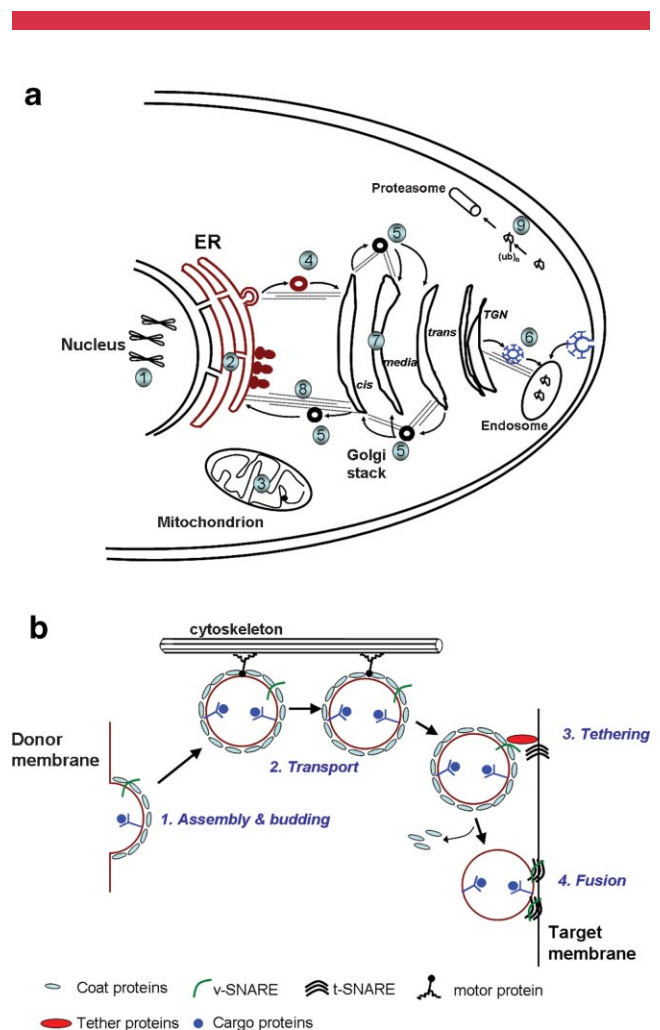 a
Proteasome
9
(ub)n
ER
4
5
Nucleus
1
2
7
media
trans
TGN
6
cis
8
5
5
Endosome
Golgi
stack
3
Mitochondrion
b
cytoskeleton
Donor
membrane
3. Tethering
2. Transport
1. Assembly & budding
4. Fusion
Target
membrane
Coat proteins
v-SNARE
t-SNARE
motor protein
Tether proteins
Cargo proteins